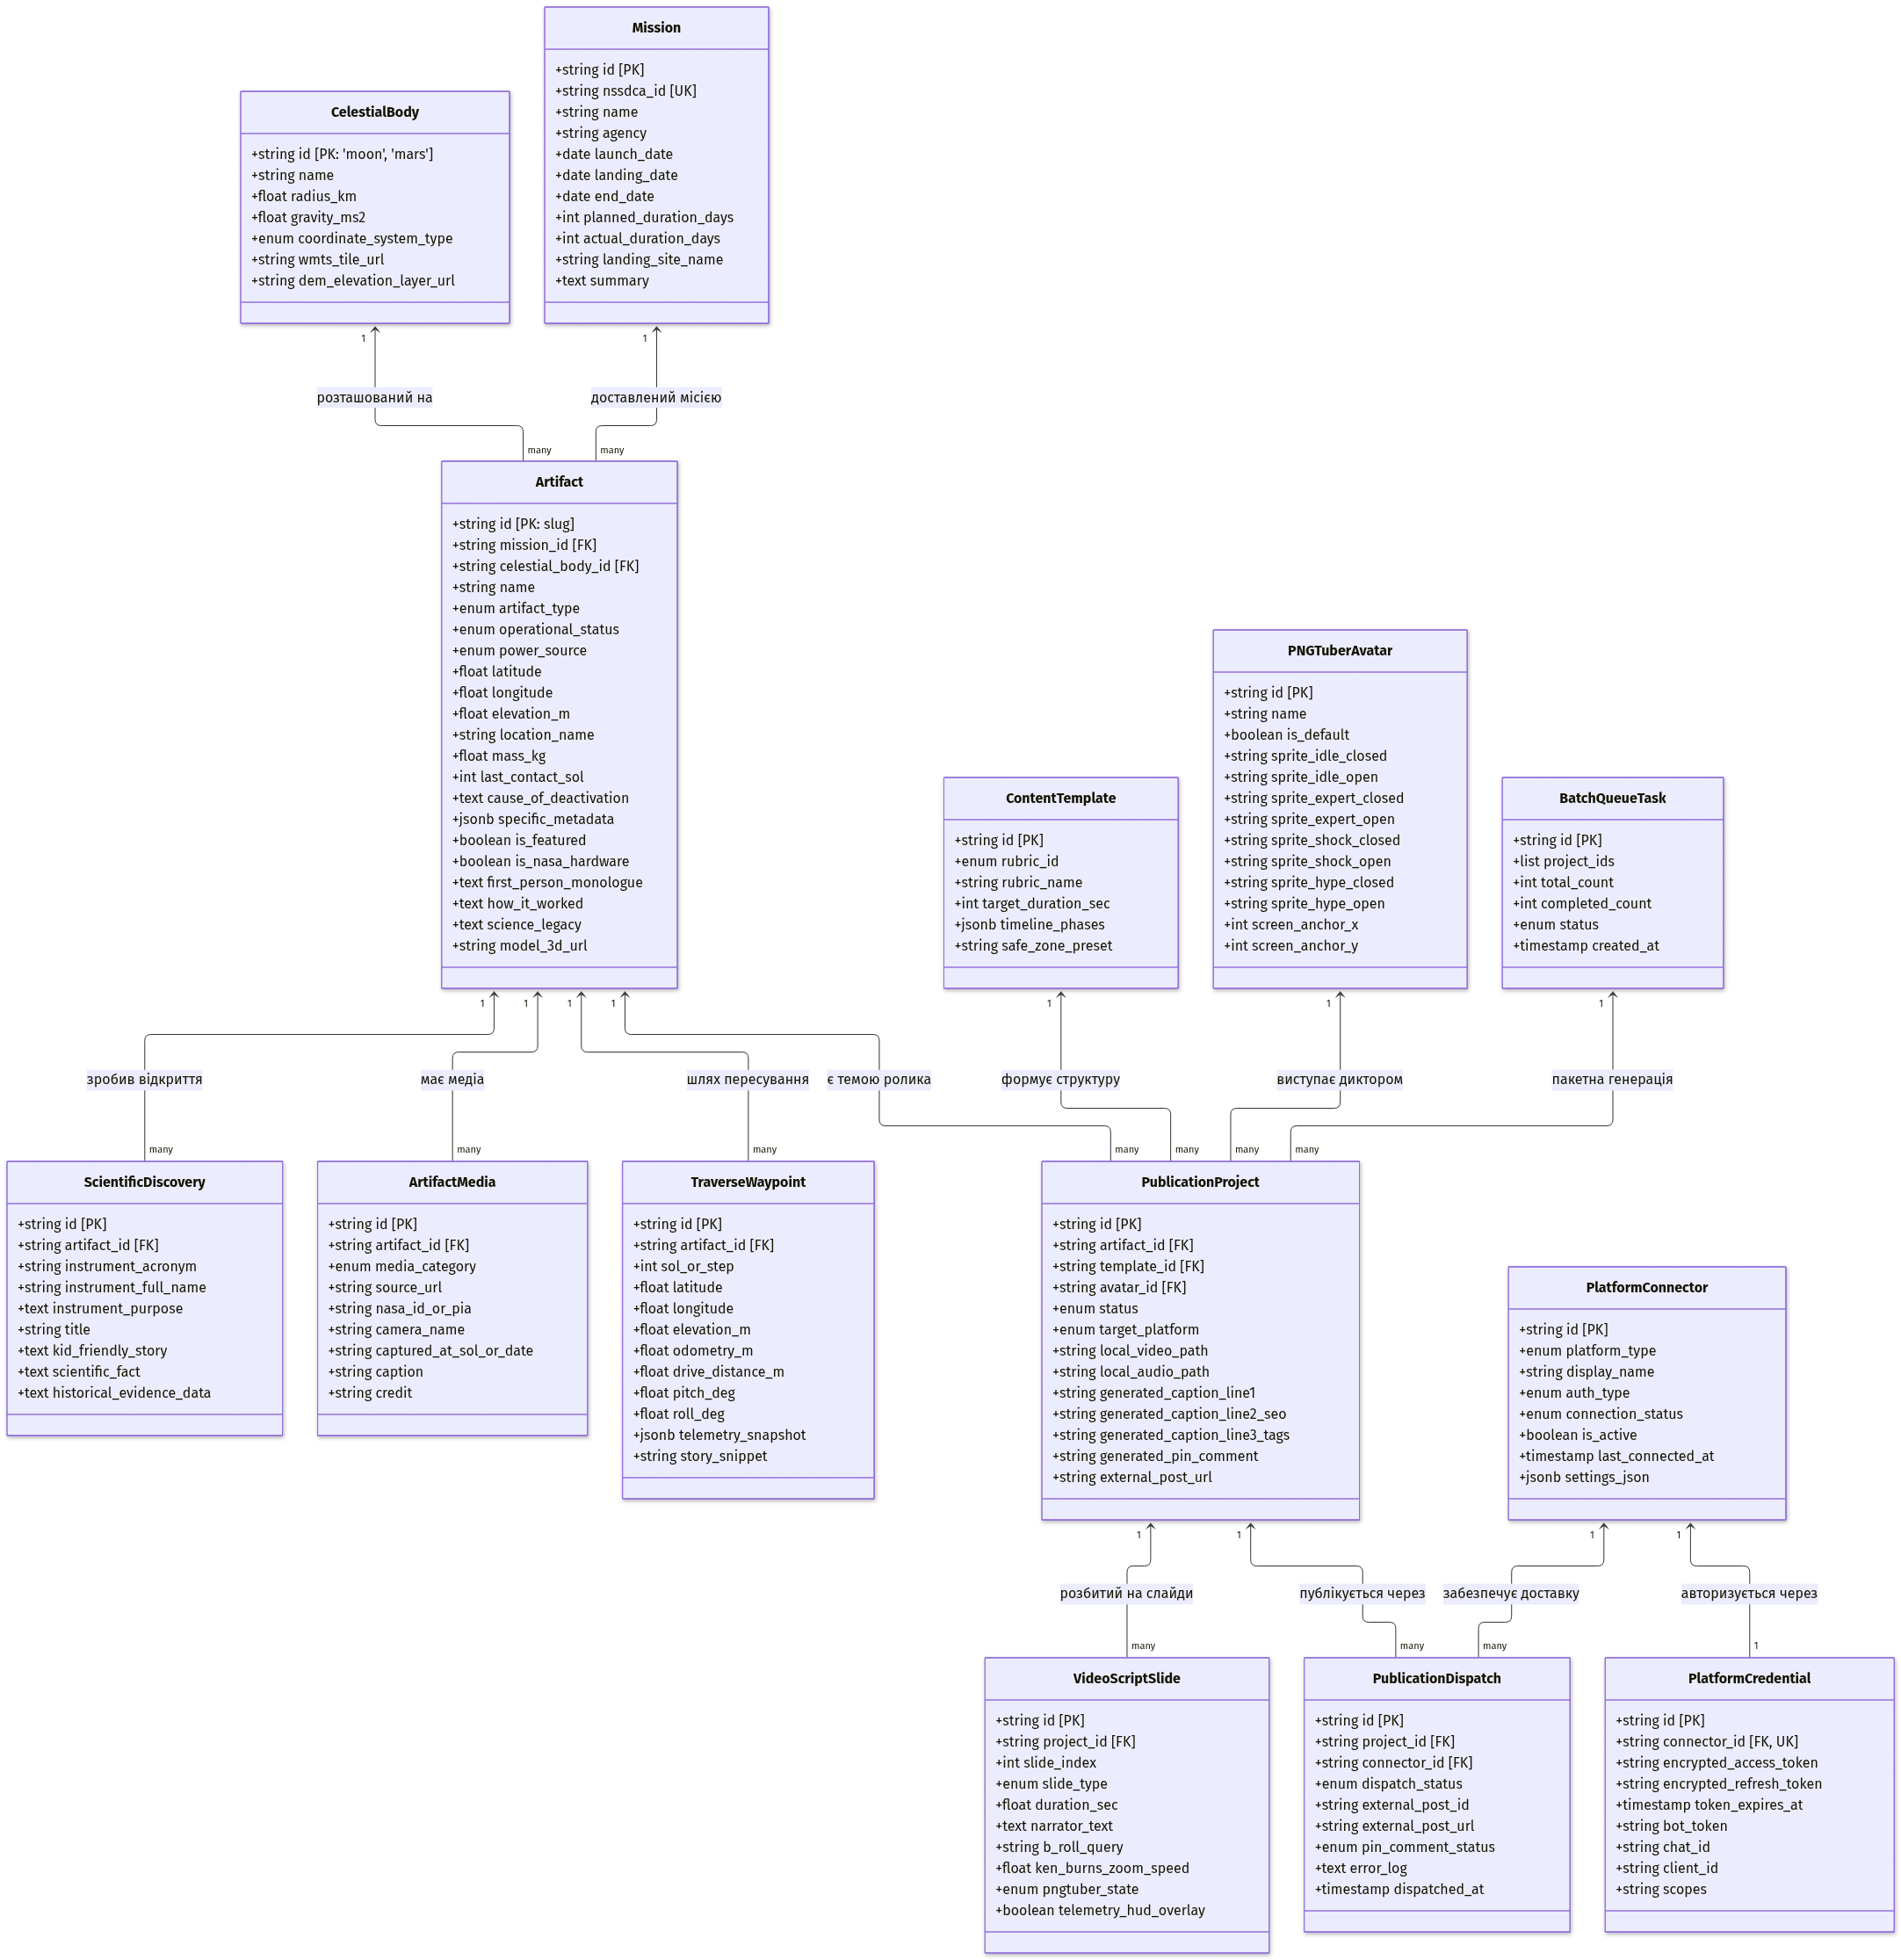 Mission
+string id [PK]
+string nssdca_id [UK]
+string name
+string agency
+date launch_date
+date landing_date
+date end_date
+int planned_duration_days
+int actual_duration_days
+string landing_site_name
+text summary
CelestialBody
+string id [PK: 'moon', 'mars']
+string name
+float radius_km
+float gravity_ms2
+enum coordinate_system_type
+string wmts_tile_url
+string dem_elevation_layer_url
1
1
розташований на
доставлений місією
many
many
Artifact
+string id [PK: slug]
+string mission_id [FK]
+string celestial_body_id [FK]
+string name
+enum artifact_type
+enum operational_status
+enum power_source
+float latitude
+float longitude
+float elevation_m
+string location_name
+float mass_kg
+int last_contact_sol
+text cause_of_deactivation
+jsonb specific_metadata
+boolean is_featured
+boolean is_nasa_hardware
+text first_person_monologue
+text how_it_worked
+text science_legacy
+string model_3d_url
ContentTemplate
+string id [PK]
+enum rubric_id
+string rubric_name
+int target_duration_sec
+jsonb timeline_phases
+string safe_zone_preset
PNGTuberAvatar
+string id [PK]
+string name
+boolean is_default
+string sprite_idle_closed
+string sprite_idle_open
+string sprite_expert_closed
+string sprite_expert_open
+string sprite_shock_closed
+string sprite_shock_open
+string sprite_hype_closed
+string sprite_hype_open
+int screen_anchor_x
+int screen_anchor_y
BatchQueueTask
+string id [PK]
+list project_ids
+int total_count
+int completed_count
+enum status
+timestamp created_at
1
1
1
1
1
1
1
зробив відкриття
має медіа
шлях пересування
є темою ролика
формує структуру
виступає диктором
пакетна генерація
many
many
many
many
many
many
many
ScientificDiscovery
+string id [PK]
+string artifact_id [FK]
+string instrument_acronym
+string instrument_full_name
+text instrument_purpose
+string title
+text kid_friendly_story
+text scientific_fact
+text historical_evidence_data
ArtifactMedia
+string id [PK]
+string artifact_id [FK]
+enum media_category
+string source_url
+string nasa_id_or_pia
+string camera_name
+string captured_at_sol_or_date
+string caption
+string credit
TraverseWaypoint
+string id [PK]
+string artifact_id [FK]
+int sol_or_step
+float latitude
+float longitude
+float elevation_m
+float odometry_m
+float drive_distance_m
+float pitch_deg
+float roll_deg
+jsonb telemetry_snapshot
+string story_snippet
PublicationProject
+string id [PK]
+string artifact_id [FK]
+string template_id [FK]
+string avatar_id [FK]
+enum status
+enum target_platform
+string local_video_path
+string local_audio_path
+string generated_caption_line1
+string generated_caption_line2_seo
+string generated_caption_line3_tags
+string generated_pin_comment
+string external_post_url
PlatformConnector
+string id [PK]
+enum platform_type
+string display_name
+enum auth_type
+enum connection_status
+boolean is_active
+timestamp last_connected_at
+jsonb settings_json
1
1
1
1
розбитий на слайди
публікується через
забезпечує доставку
авторизується через
many
many
many
1
VideoScriptSlide
+string id [PK]
+string project_id [FK]
+int slide_index
+enum slide_type
+float duration_sec
+text narrator_text
+string b_roll_query
+float ken_burns_zoom_speed
+enum pngtuber_state
+boolean telemetry_hud_overlay
PublicationDispatch
+string id [PK]
+string project_id [FK]
+string connector_id [FK]
+enum dispatch_status
+string external_post_id
+string external_post_url
+enum pin_comment_status
+text error_log
+timestamp dispatched_at
PlatformCredential
+string id [PK]
+string connector_id [FK, UK]
+string encrypted_access_token
+string encrypted_refresh_token
+timestamp token_expires_at
+string bot_token
+string chat_id
+string client_id
+string scopes